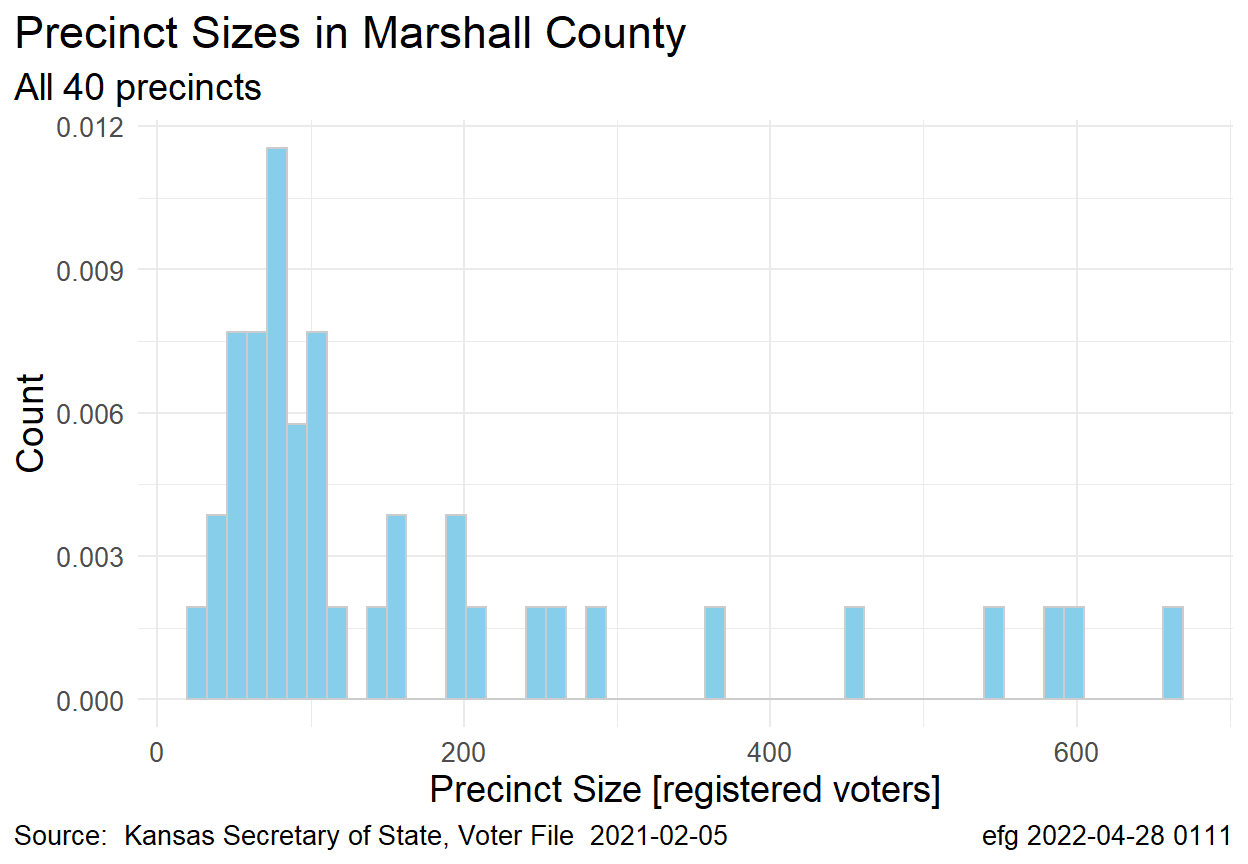 Precinct Sizes in Marshall County
All 40 precincts
0.012
0.009
0.006
0.003
0.000
Count
0 200 400 600
Precinct Size [registered voters]
Source:  Kansas Secretary of State, Voter File  2021-02-05
efg 2022-04-28 0111